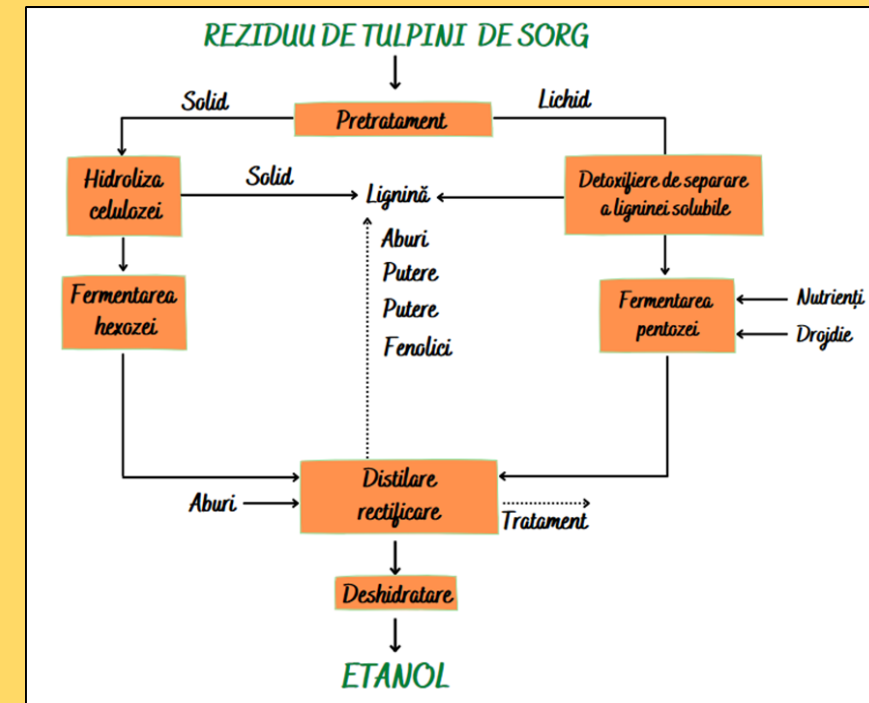 REZIDUU DE TULPINI DE SORG
Solid
Lichid
Pretratament
Hidroliza
celulozei
Solid
Lignină
Detoxifiere de separare
a ligninei solubile
Aburi
Putere
Putere
Fenolici
Fermentarea
hexozei
Fermentarea
pentozei
Nutrienți
Drojdie
Distilare
rectificare
Aburi
Tratament
Deshidratare
ETANOL